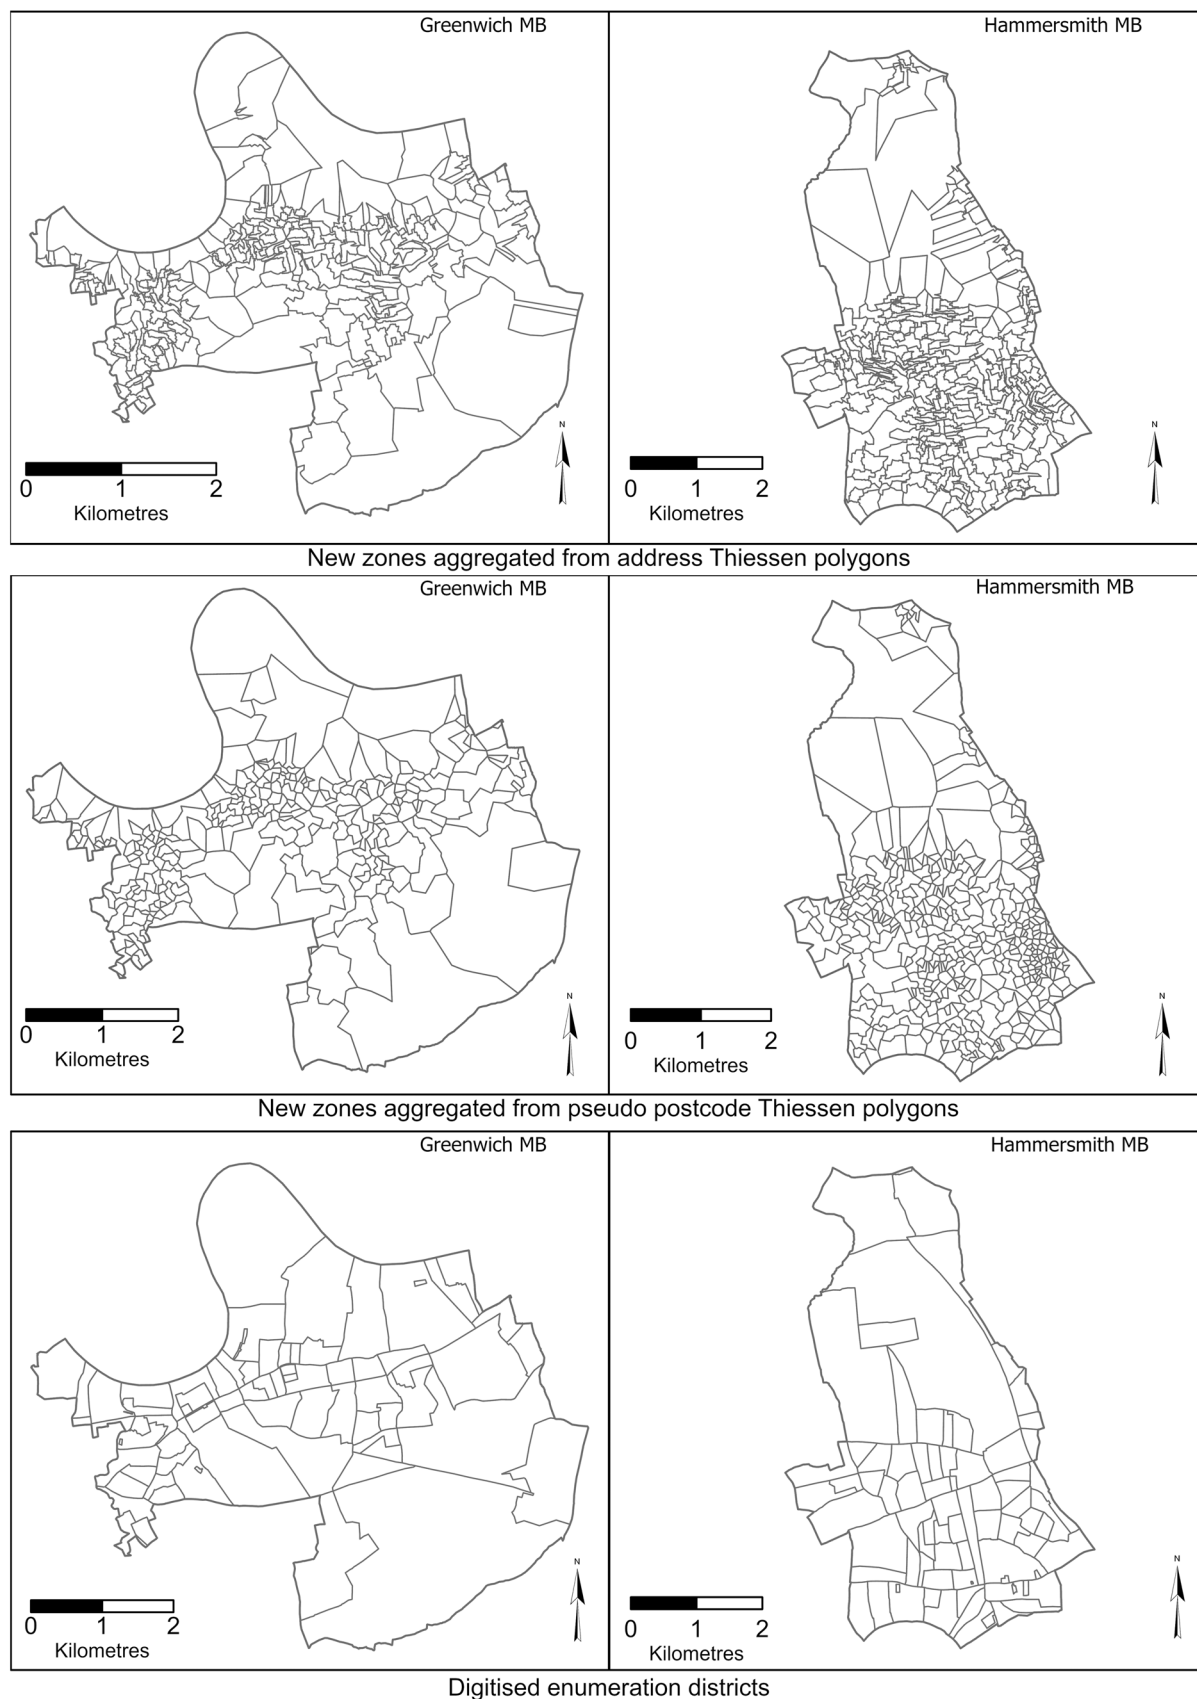 Greenwich MB
Hammersmith MB
N
N
0 1 2
Kilometres
0 1 2
Kilometres
New zones aggregated from address Thiessen polygons
Greenwich MB
Hammersmith MB
N
N
0 1 2
Kilometres
0 1 2
Kilometres
New zones aggregated from pseudo postcode Thiessen polygons
Greenwich MB
Hammersmith MB
N
N
0 1 2
Kilometres
0 1 2
Kilometres
Digitised enumeration districts